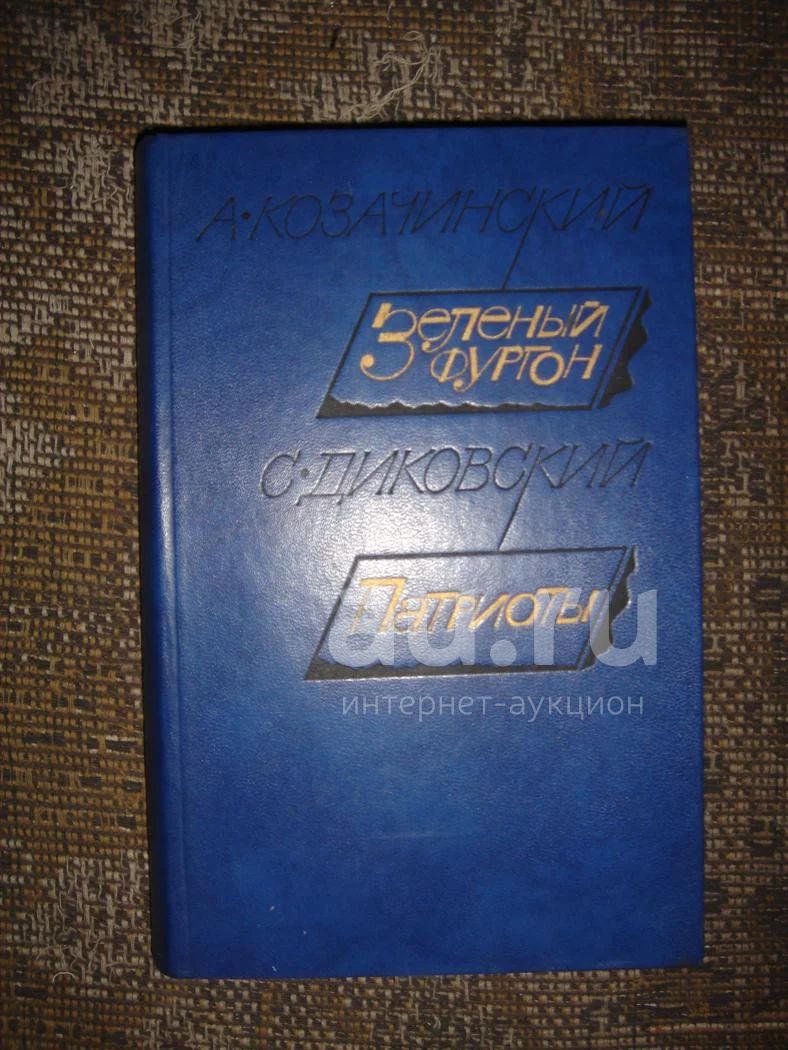 А·КОЗАЧИНСКИЙ
Зеленый
фургон
С·ДИКОВСКИЙ
Патриоты
au.ru
интернет-аукцион